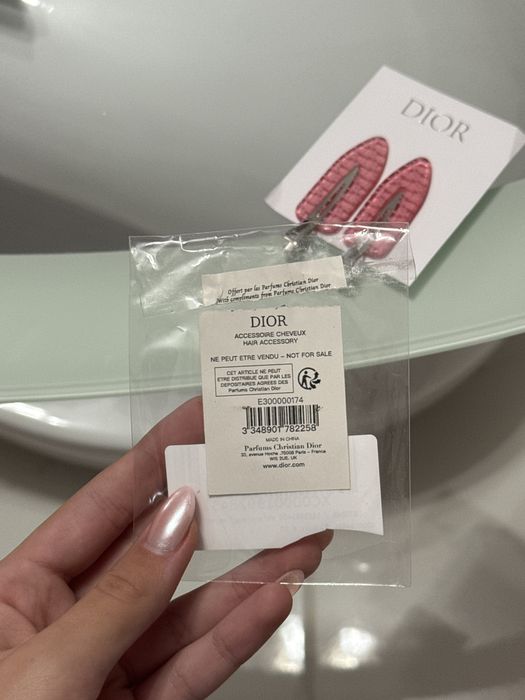 DIOR
Offert par les Parfums Christian Dior
With compliments from Parfums Christian Dior
DIOR
ACCESSOIRE CHEVEUX
HAIR ACCESSORY
NE PEUT ETRE VENDU – NOT FOR SALE
CET ARTICLE NE PEUT
ETRE DISTRIBUE QUE PAR LES
DEPOSITAIRES AGREES DES
Parfums Christian Dior
E300000174
3 348901 782258
MADE IN CHINA
Parfums Christian Dior
33, avenue Hoche ,75008 Paris – France
W1S 2UE. UK
www.dior.com